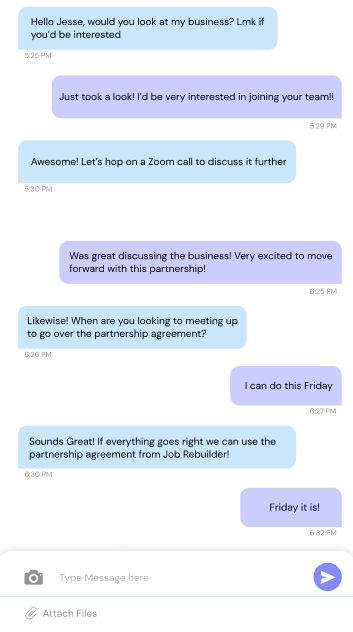 Hello Jesse, would you look at my business? Lmk if
you’d be interested
5:25 PM
Just took a look! I’d be very interested in joining your team!!
5:29 PM
Awesome! Let’s hop on a Zoom call to discuss it further
5:30 PM
Was great discussing the business! Very excited to move
forward with this partnership!
6:25 PM
Likewise! When are you looking to meeting up
to go over the partnership agreement?
6:26 PM
I can do this Friday
6:27 PM
Sounds Great! If everything goes right we can use the
partnership agreement from Job Rebuilder!
6:30 PM
Friday it is!
6:32 PM
Type Message here
Attach Files